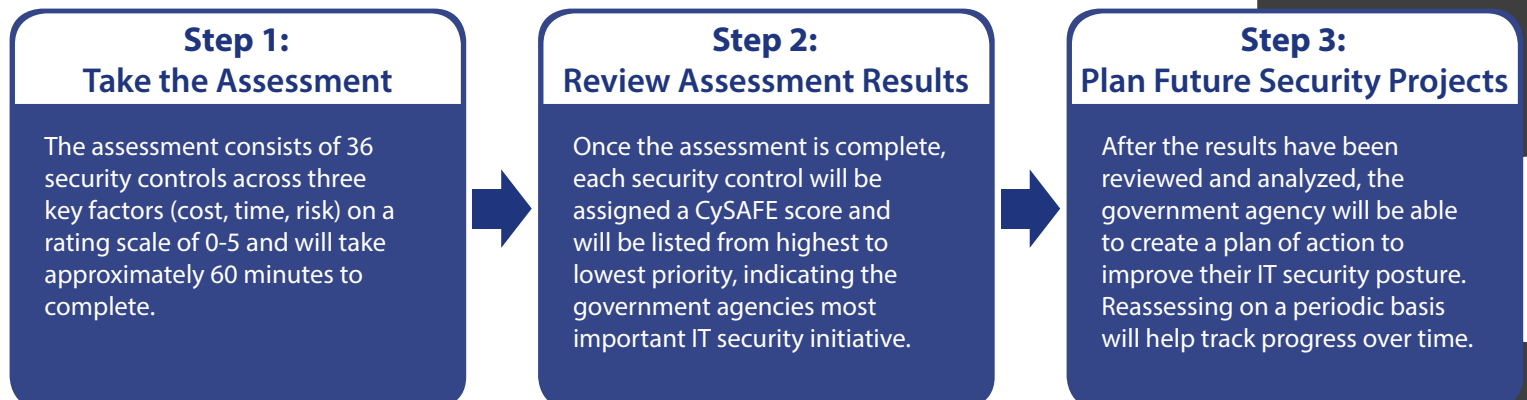 Step 1:
Take the Assessment
The assessment consists of 36
security controls across three
key factors (cost, time, risk) on a
rating scale of 0-5 and will take
approximately 60 minutes to
complete.
Step 2:
Review Assessment Results
Once the assessment is complete,
each security control will be
assigned a CySAFE score and
will be listed from highest to
lowest priority, indicating the
government agencies most
important IT security initiative.
Step 3:
Plan Future Security Projects
After the results have been
reviewed and analyzed, the
government agency will be able
to create a plan of action to
improve their IT security posture.
Reassessing on a periodic basis
will help track progress over time.